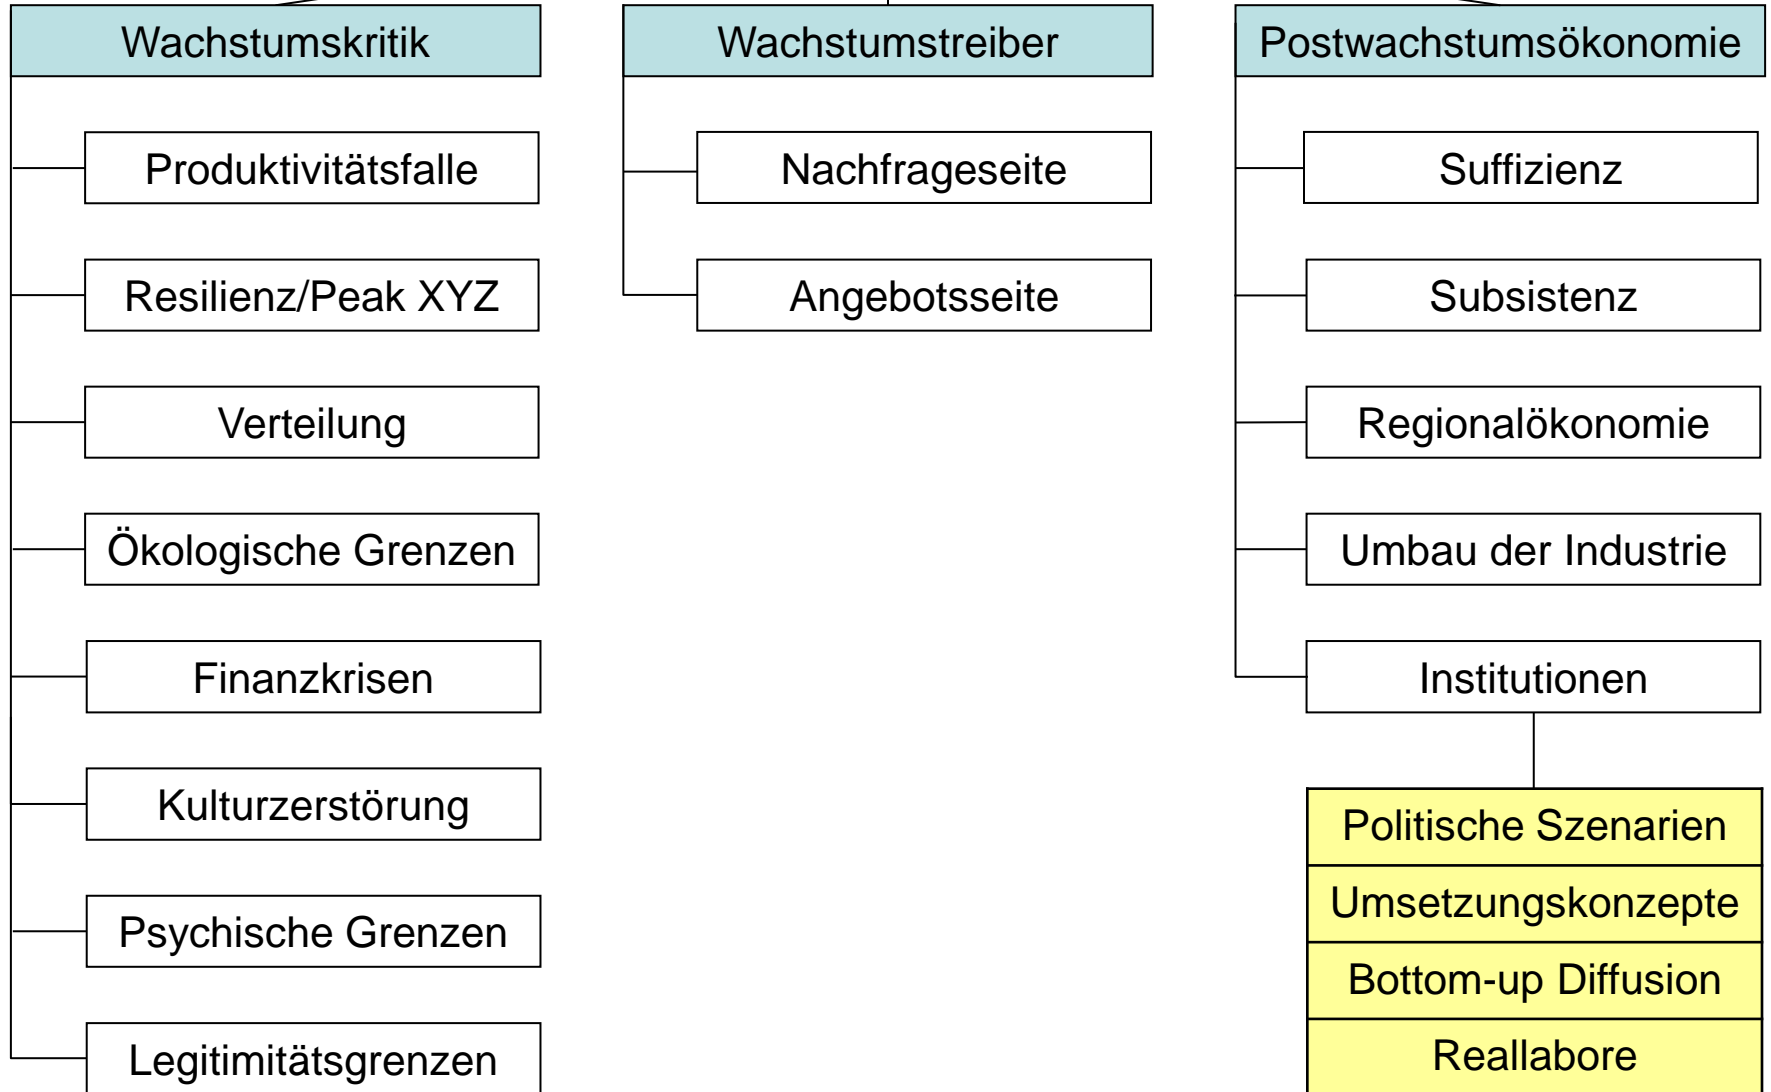 Wachstumskritik
Produktivitätsfalle
Resilienz/Peak XYZ
Verteilung
Ökologische Grenzen
Finanzkrisen
Kulturzerstörung
Psychische Grenzen
Legitimitätsgrenzen
Wachstumstreiber
Nachfrageseite
Angebotsseite
Postwachstumsökonomie
Suffizienz
Subsistenz
Regionalökonomie
Umbau der Industrie
Institutionen
Politische Szenarien
Umsetzungskonzepte
Bottom-up Diffusion
Reallabore